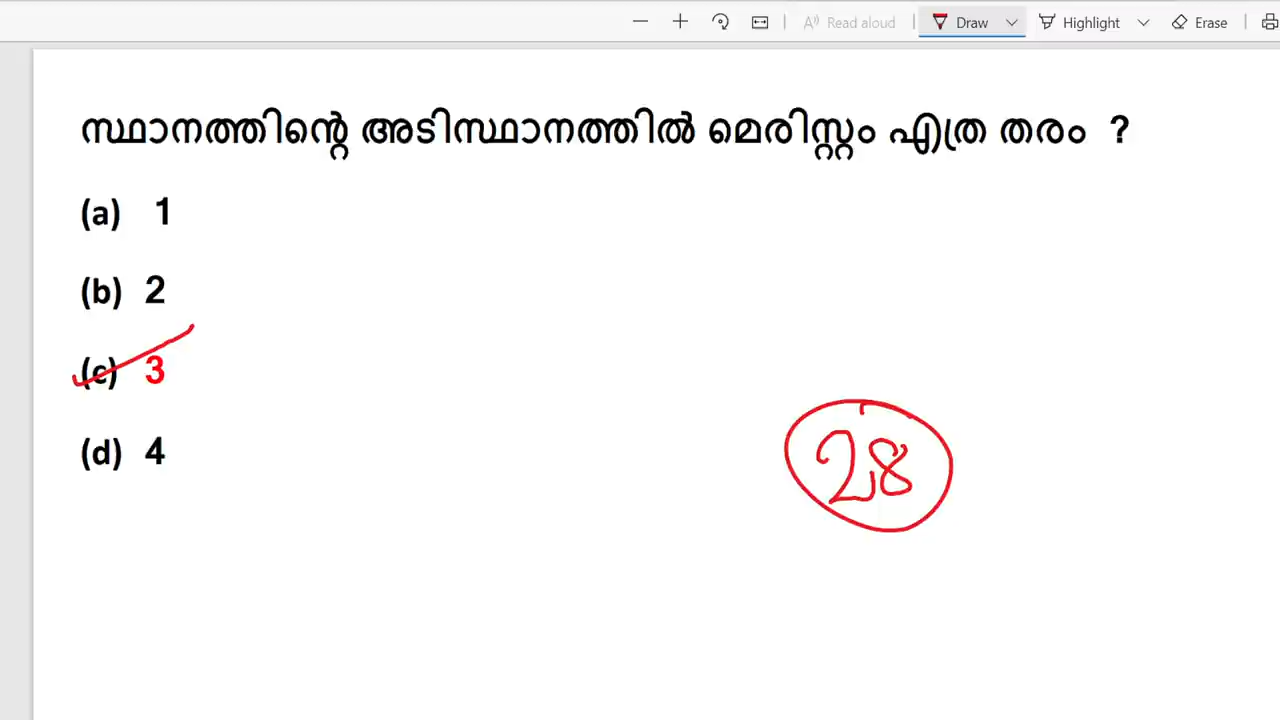 Read aloud Draw Highlight Erase
സ്ഥാനത്തിന്റെ അടിസ്ഥാനത്തിൽ മെരിസ്റ്റം എത്ര തരം ?
(a) 1
(b) 2
(c) 3
(d) 4
28